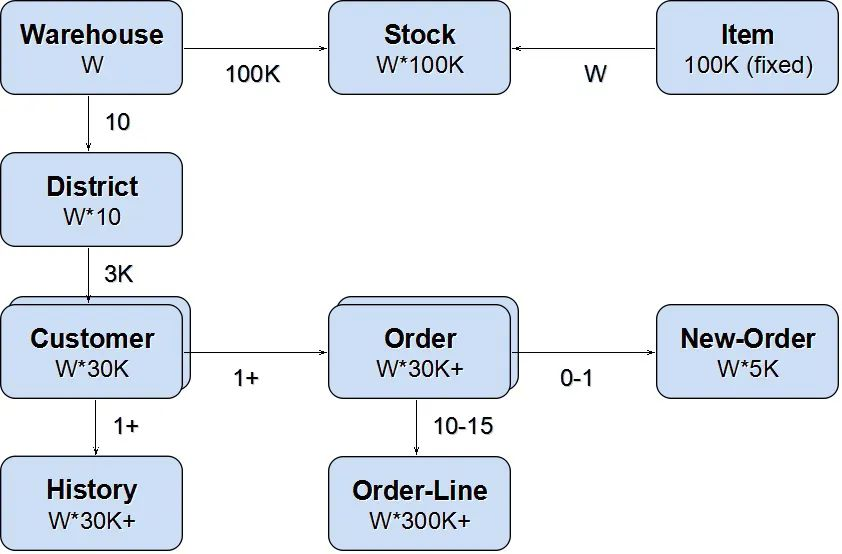 Warehouse
W
100K
Stock
W*100K
W
Item
100K (fixed)
10
District
W*10
3K
Customer
W*30K
1+
Order
W*30K+
0-1
New-Order
W*5K
1+
10-15
History
W*30K+
Order-Line
W*300K+